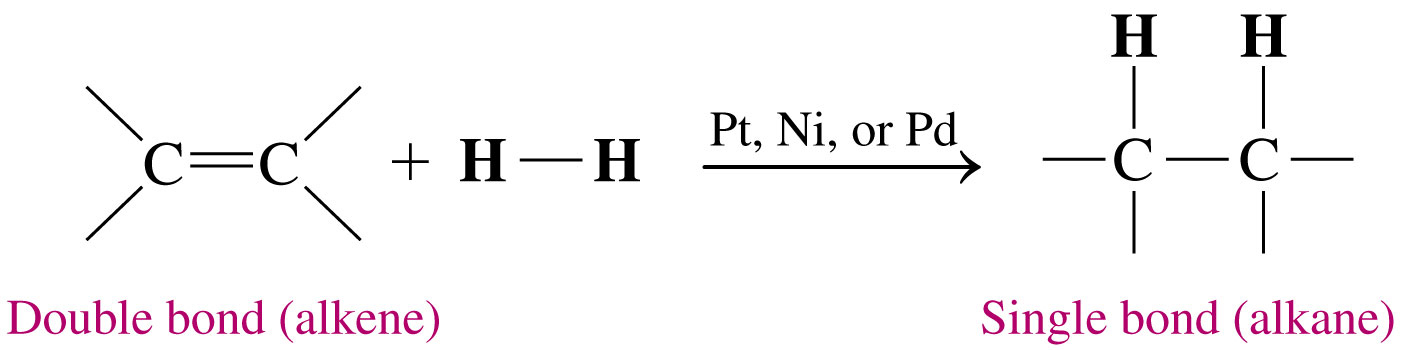 H H
C=C + H—H Pt, Ni, or Pd —C—C—
Double bond (alkene) Single bond (alkane)